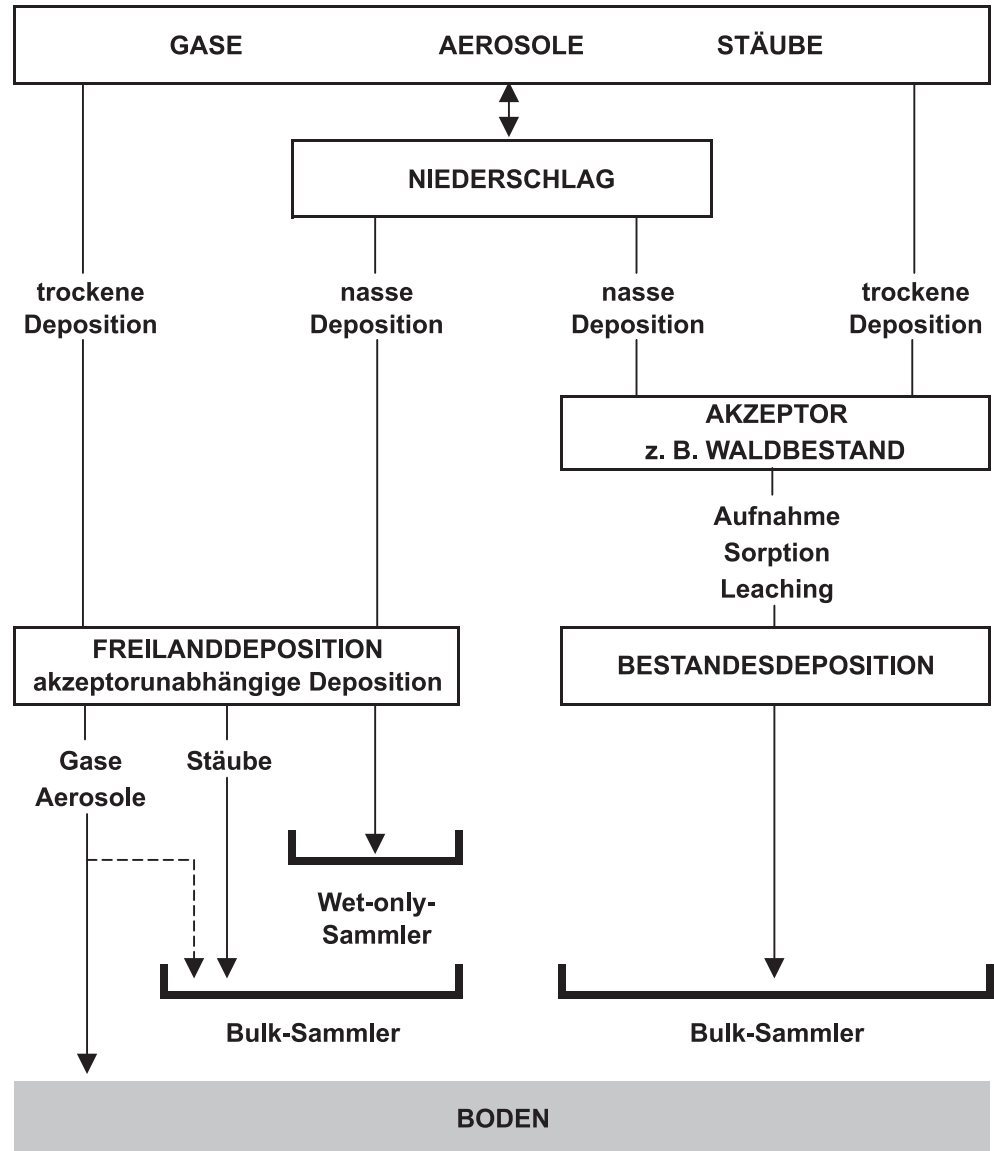 GASE AEROSOLE STÄUBE
NIEDERSCHLAG
trockene
Deposition
nasse
Deposition
nasse
Deposition
trockene
Deposition
AKZEPTOR
z. B. WALDBESTAND
Aufnahme
Sorption
Leaching
FREILANDDEPOSITION
akzeptorunabhängige Deposition
BESTANDESDEPOSITION
Gase
Aerosole
Stäube
Wet-only-
Sammler
Bulk-Sammler
Bulk-Sammler
BODEN